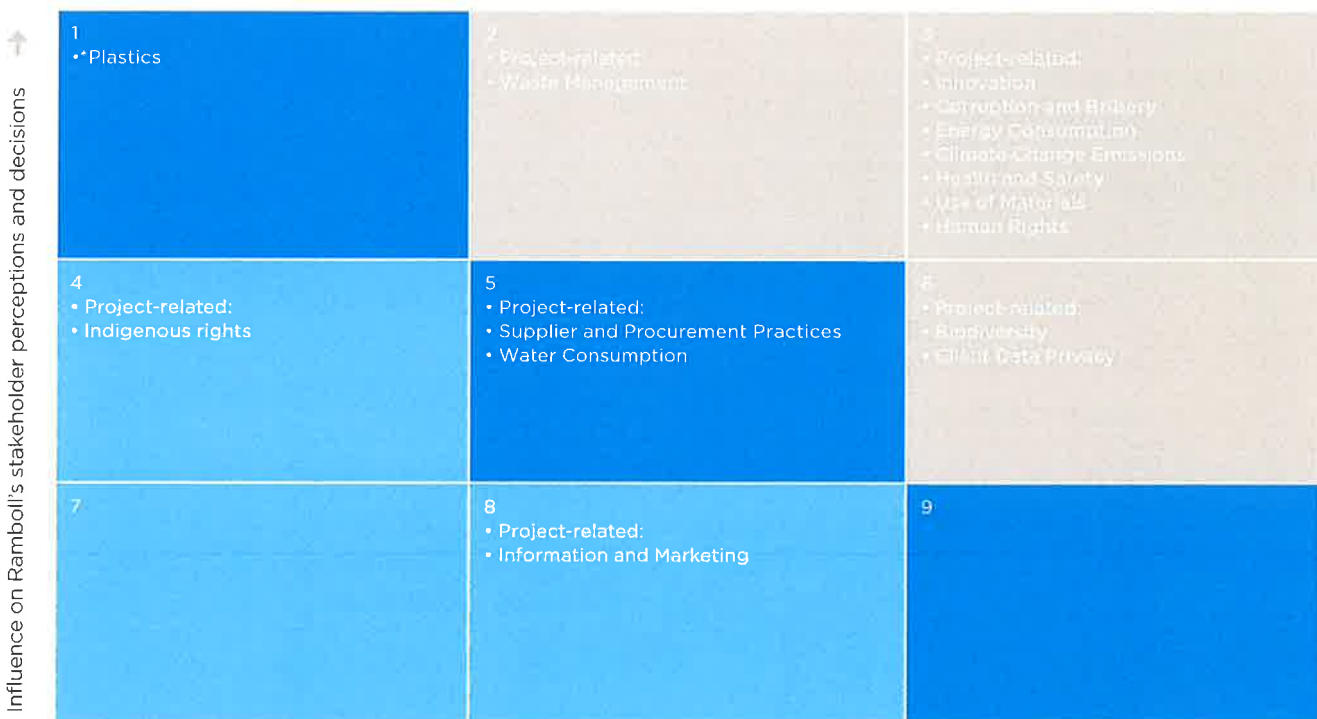 Influence on Ramboll's stakeholder perceptions and decisions
1
•*Plastics
2
• Project-related:
• Waste Management
3
• Project-related:
• Innovation
• Corruption and Bribery
• Energy Consumption
• Climate Change Emissions
• Health and Safety
• Use of Materials
• Human Rights
4
• Project-related:
• Indigenous rights
5
• Project-related:
• Supplier and Procurement Practices
• Water Consumption
6
• Project-related:
• Biodiversity
• Client Data Privacy
7
8
• Project-related:
• Information and Marketing
9